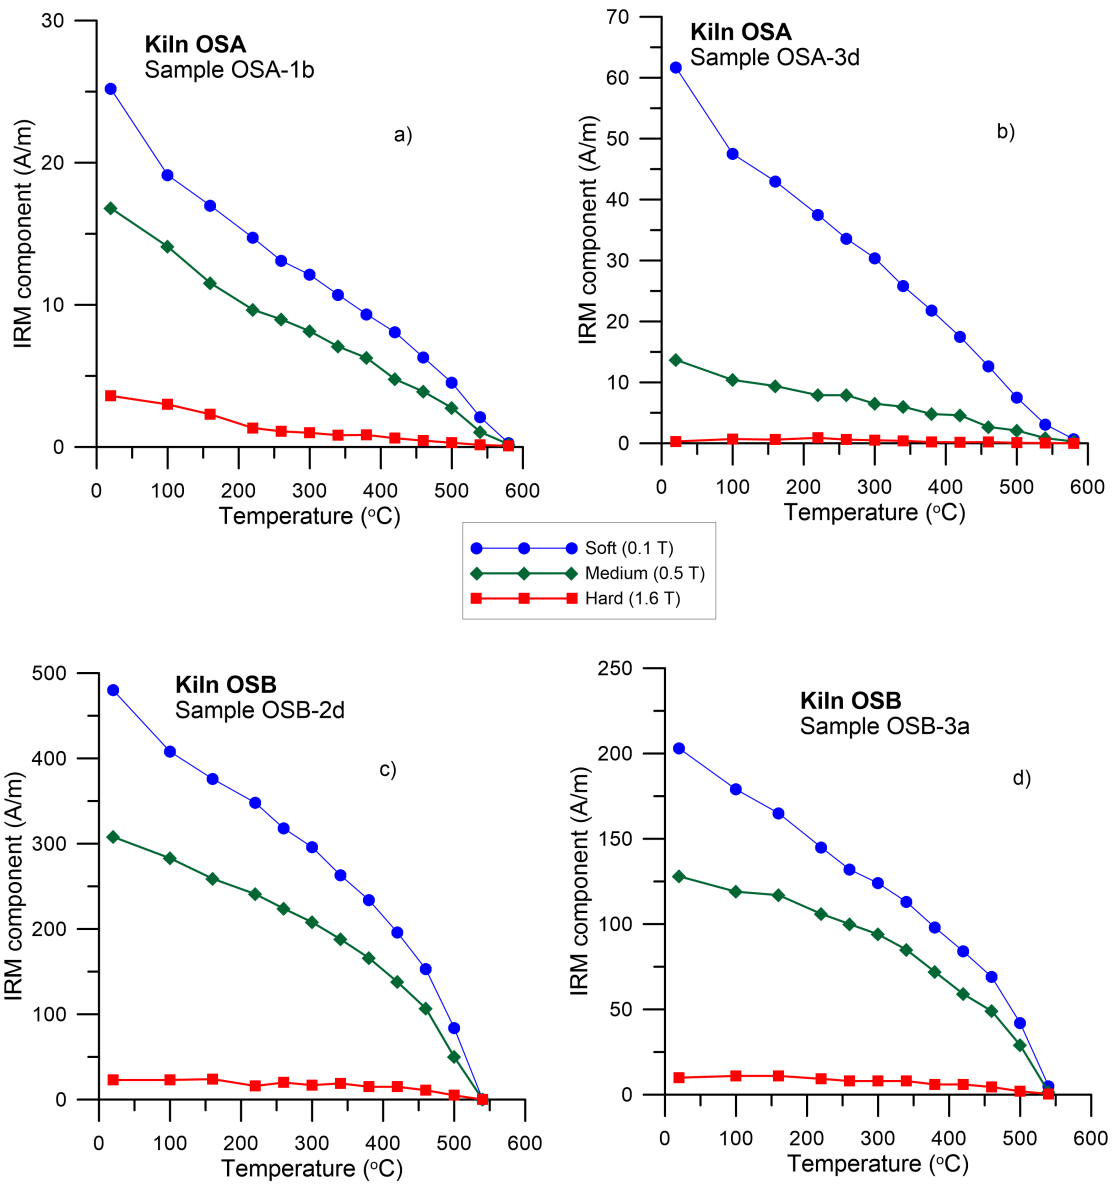 Kiln OSA
Sample OSA-1b
a)
IRM component (A/m)
30
20
10
0
0 100 200 300 400 500 600
Temperature (°C)
Kiln OSA
Sample OSA-3d
b)
IRM component (A/m)
70
60
50
40
30
20
10
0
0 100 200 300 400 500 600
Temperature (°C)
Soft (0.1 T)
Medium (0.5 T)
Hard (1.6 T)
Kiln OSB
Sample OSB-2d
c)
IRM component (A/m)
500
400
300
200
100
0
0 100 200 300 400 500 600
Temperature (°C)
Kiln OSB
Sample OSB-3a
d)
IRM component (A/m)
250
200
150
100
50
0
0 100 200 300 400 500 600
Temperature (°C)